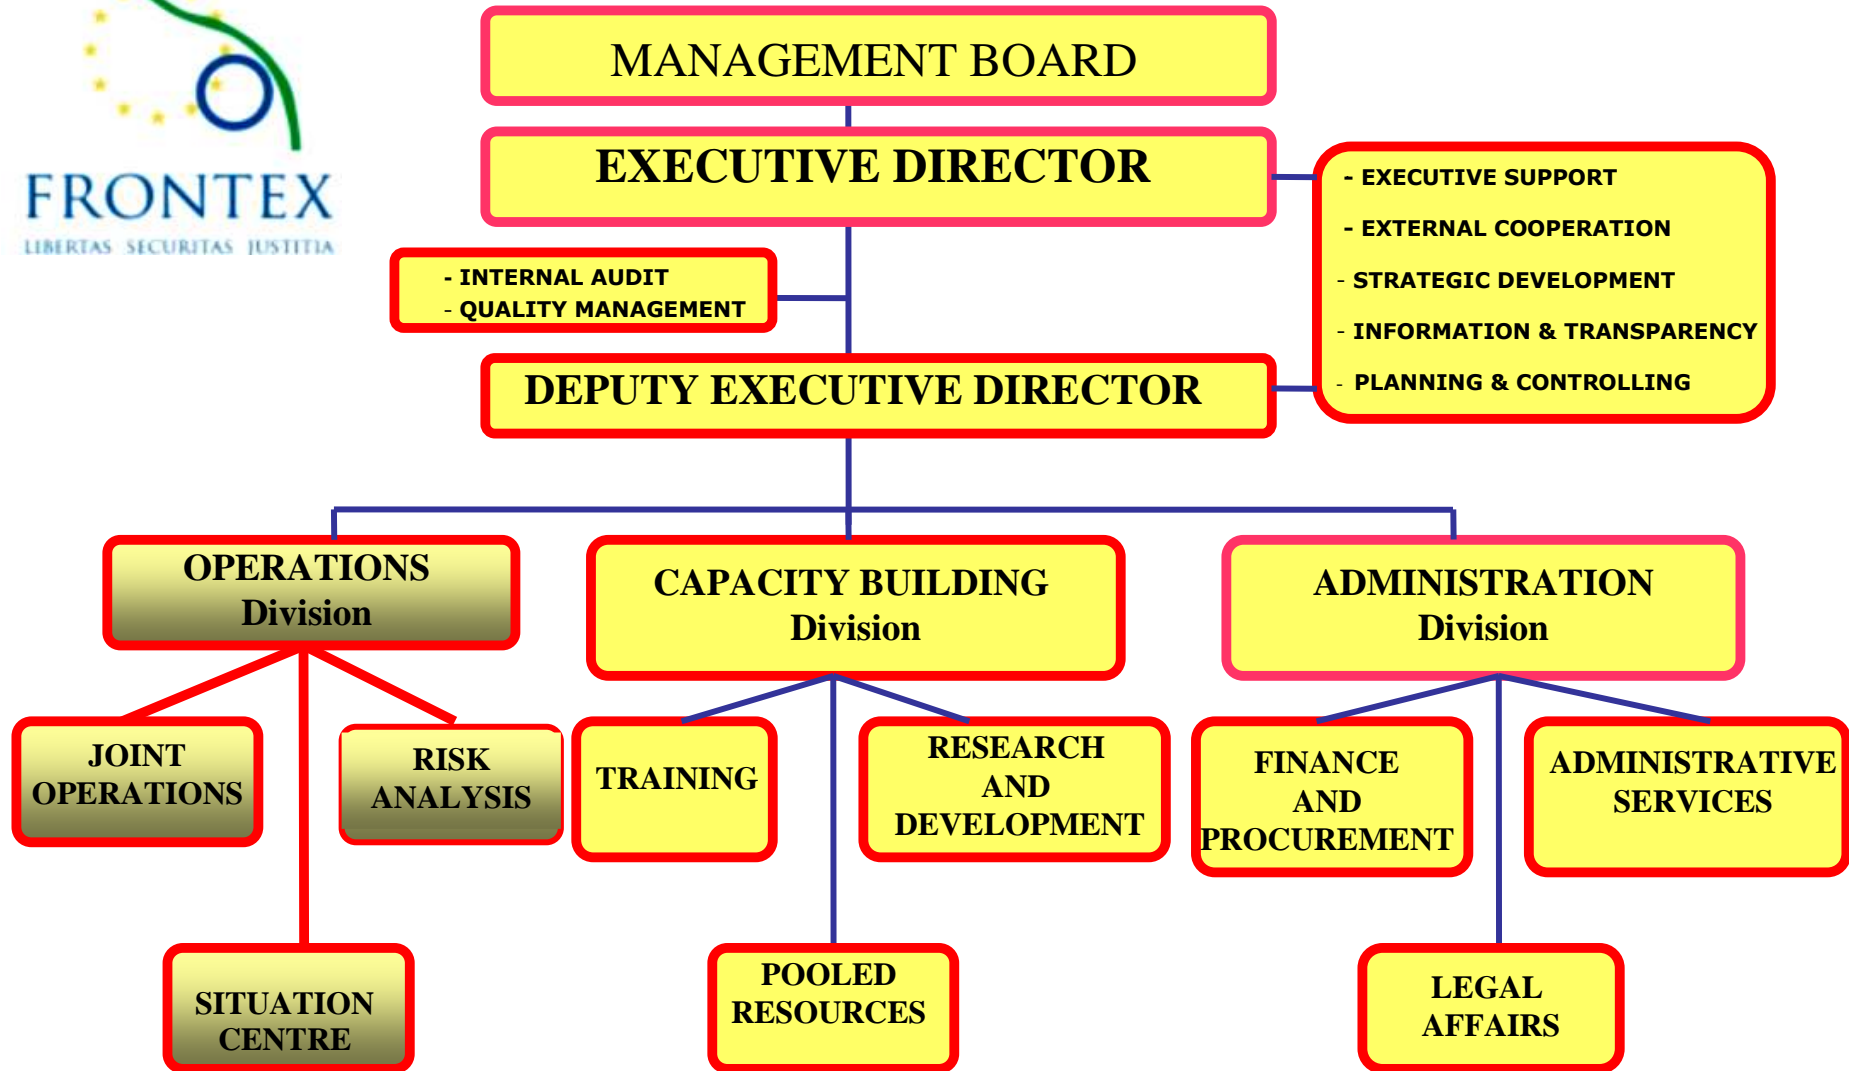 FRONTEX
LIBERTAS SECURITAS JUSTITIA
MANAGEMENT BOARD
EXECUTIVE DIRECTOR
- EXECUTIVE SUPPORT
- EXTERNAL COOPERATION
- STRATEGIC DEVELOPMENT
- INFORMATION & TRANSPARENCY
- PLANNING & CONTROLLING
- INTERNAL AUDIT
- QUALITY MANAGEMENT
DEPUTY EXECUTIVE DIRECTOR
OPERATIONS
Division
CAPACITY BUILDING
Division
ADMINISTRATION
Division
JOINT
OPERATIONS
RISK
ANALYSIS
TRAINING
RESEARCH
AND
DEVELOPMENT
FINANCE
AND
PROCUREMENT
ADMINISTRATIVE
SERVICES
SITUATION
CENTRE
POOLED
RESOURCES
LEGAL
AFFAIRS